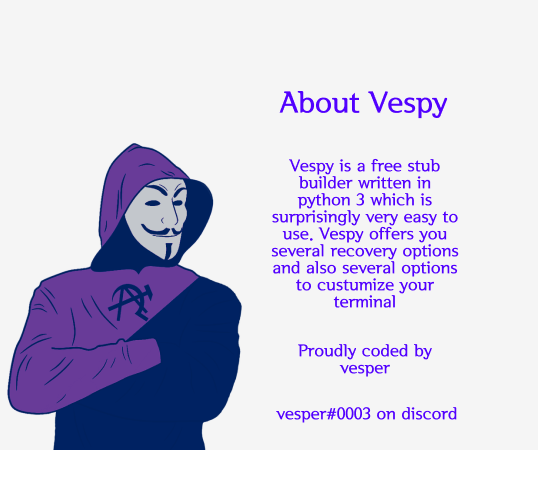 About Vespy
Vespy is a free stub
builder written in
python 3 which is
surprisingly very easy to
use. Vespy offers you
several recovery options
and also several options
to custumize your
terminal
Proudly coded by
vesper
vesper#0003 on discord